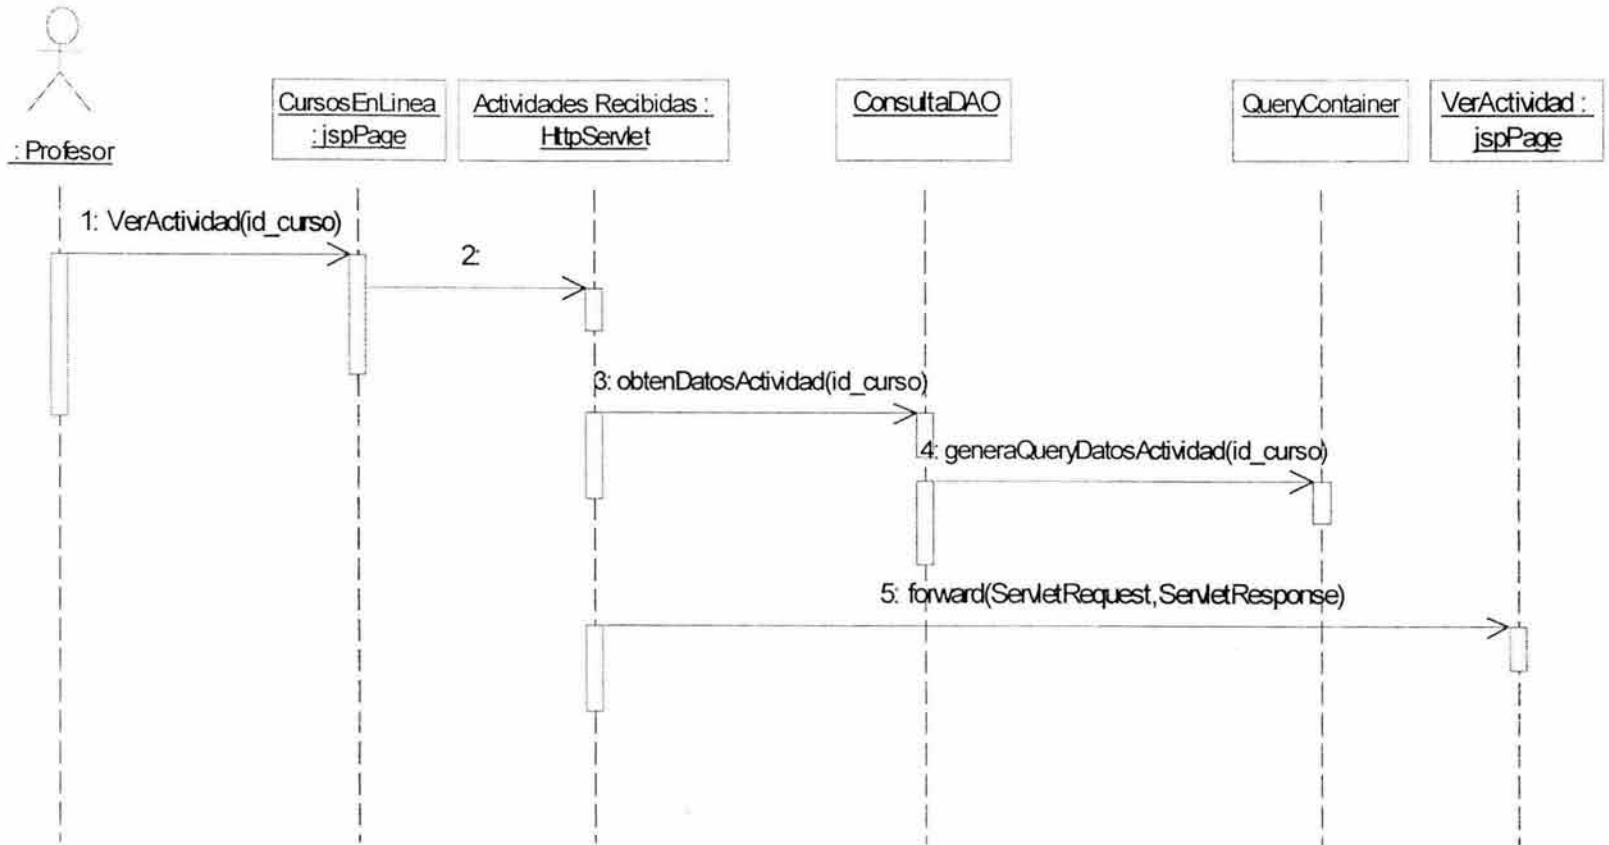 : Profesor
CursosEnLinea
: jspPage
Actividades Recibidas :
HttpServlet
ConsultaDAO
QueryContainer
VerActividad :
jspPage
1: VerActividad(id_curso)
2:
3: obtenDatosActividad(id_curso)
4: generaQueryDatosActividad(id_curso)
5: forward(ServletRequest,ServletResponse)